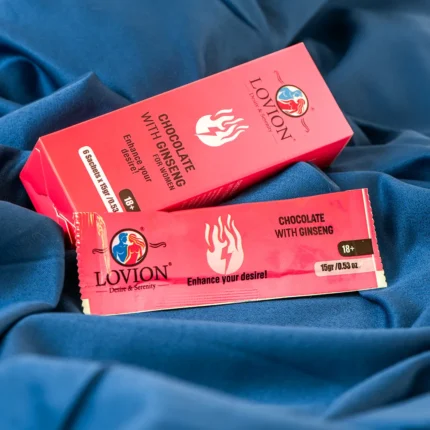 LOVION®
Desire & Serenity
CHOCOLATE
WITH GINSENG
FOR WOMEN
Enhance your
desire!
6 Sachets x 15gr/0.53
18+
LOVION®
Desire & Serenity
Enhance your desire!
CHOCOLATE
WITH GINSENG
18+
15gr/0.53 oz